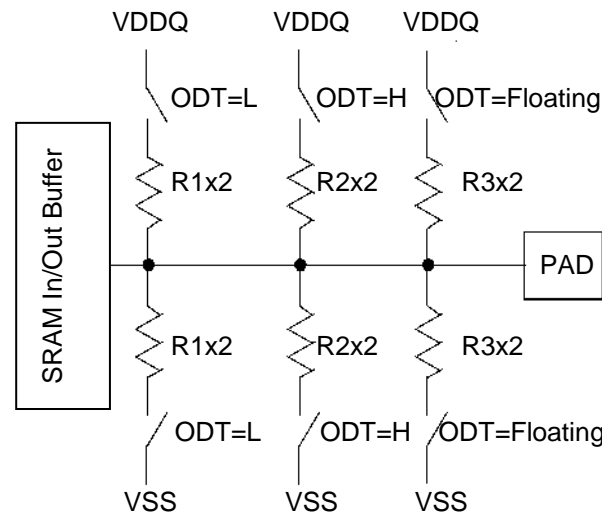 VDDQ VDDQ VDDQ
ODT=L ODT=H ODT=Floating
R1x2 R2x2 R3x2
SRAM In/Out Buffer
PAD
R1x2 R2x2 R3x2
ODT=L ODT=H ODT=Floating
VSS VSS VSS